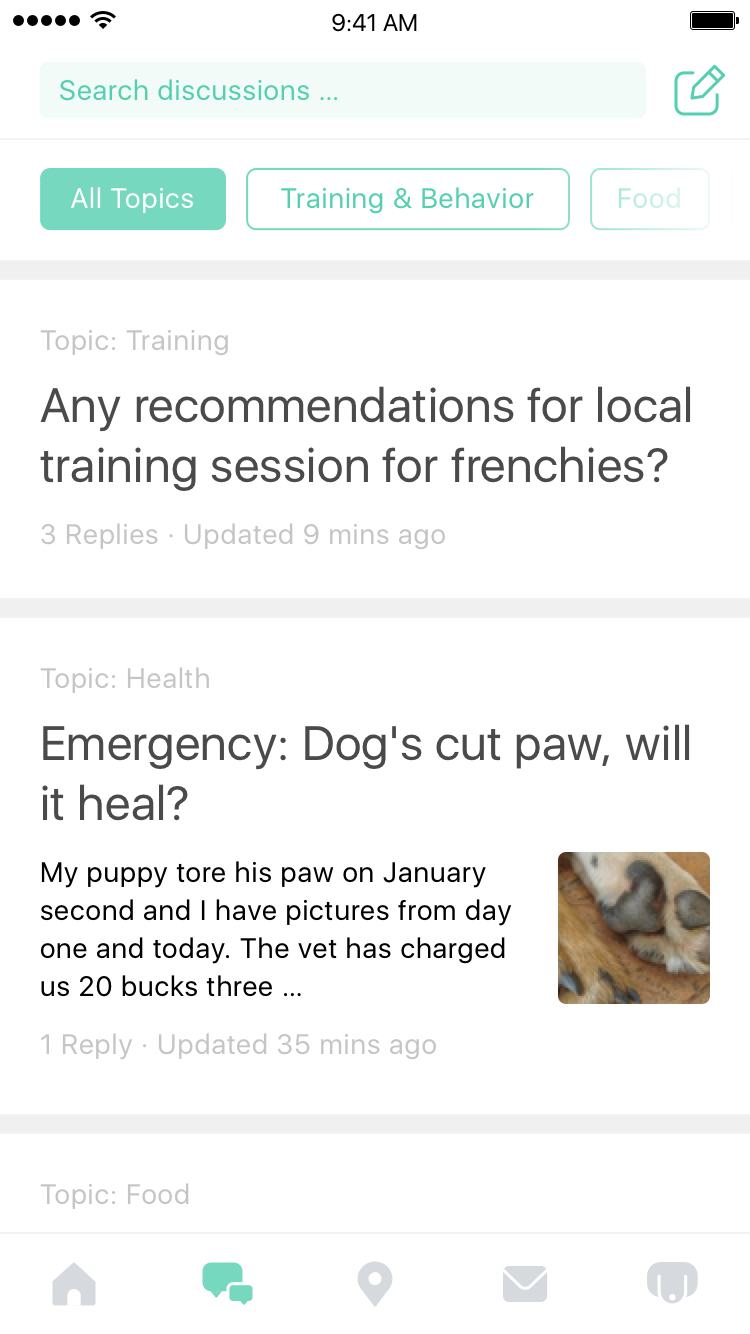 9:41 AM
Search discussions ...
All Topics
Training & Behavior
Food
Topic: Training
Any recommendations for local
training session for frenchies?
3 Replies · Updated 9 mins ago
Topic: Health
Emergency: Dog's cut paw, will
it heal?
My puppy tore his paw on January
second and I have pictures from day
one and today. The vet has charged
us 20 bucks three ...
1 Reply · Updated 35 mins ago
Topic: Food